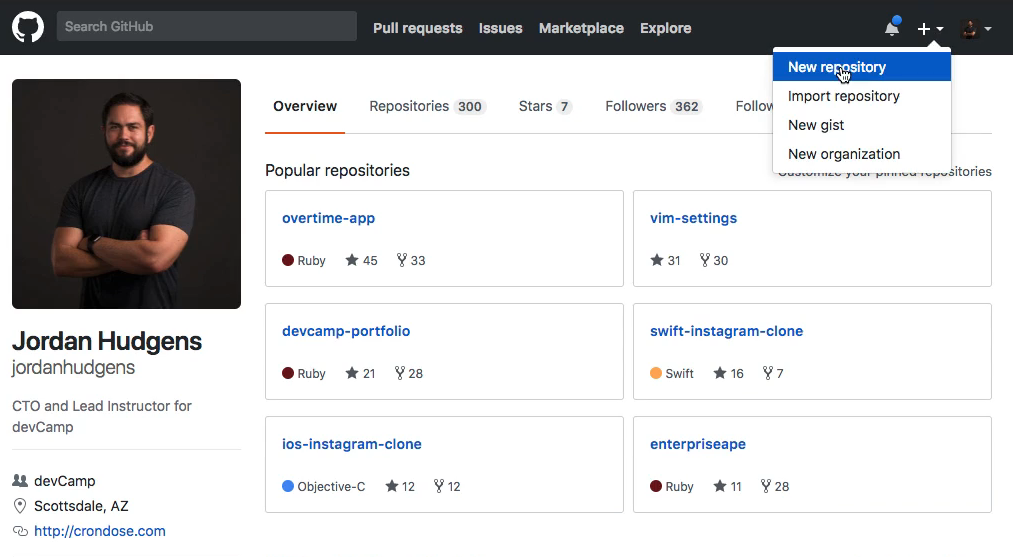 Search GitHub Pull requests Issues Marketplace Explore
New repository
Import repository
New gist
New organization
Overview Repositories 300 Stars 7 Followers 362 Follow
Popular repositories Customize your pinned repositories
overtime-app
Ruby 45 33
vim-settings
31 30
devcamp-portfolio
Ruby 21 28
swift-instagram-clone
Swift 16 7
ios-instagram-clone
Objective-C 12 12
enterpriseape
Ruby 11 28
Jordan Hudgens
jordanhudgens
CTO and Lead Instructor for
devCamp
devCamp
Scottsdale, AZ
http://crondose.com